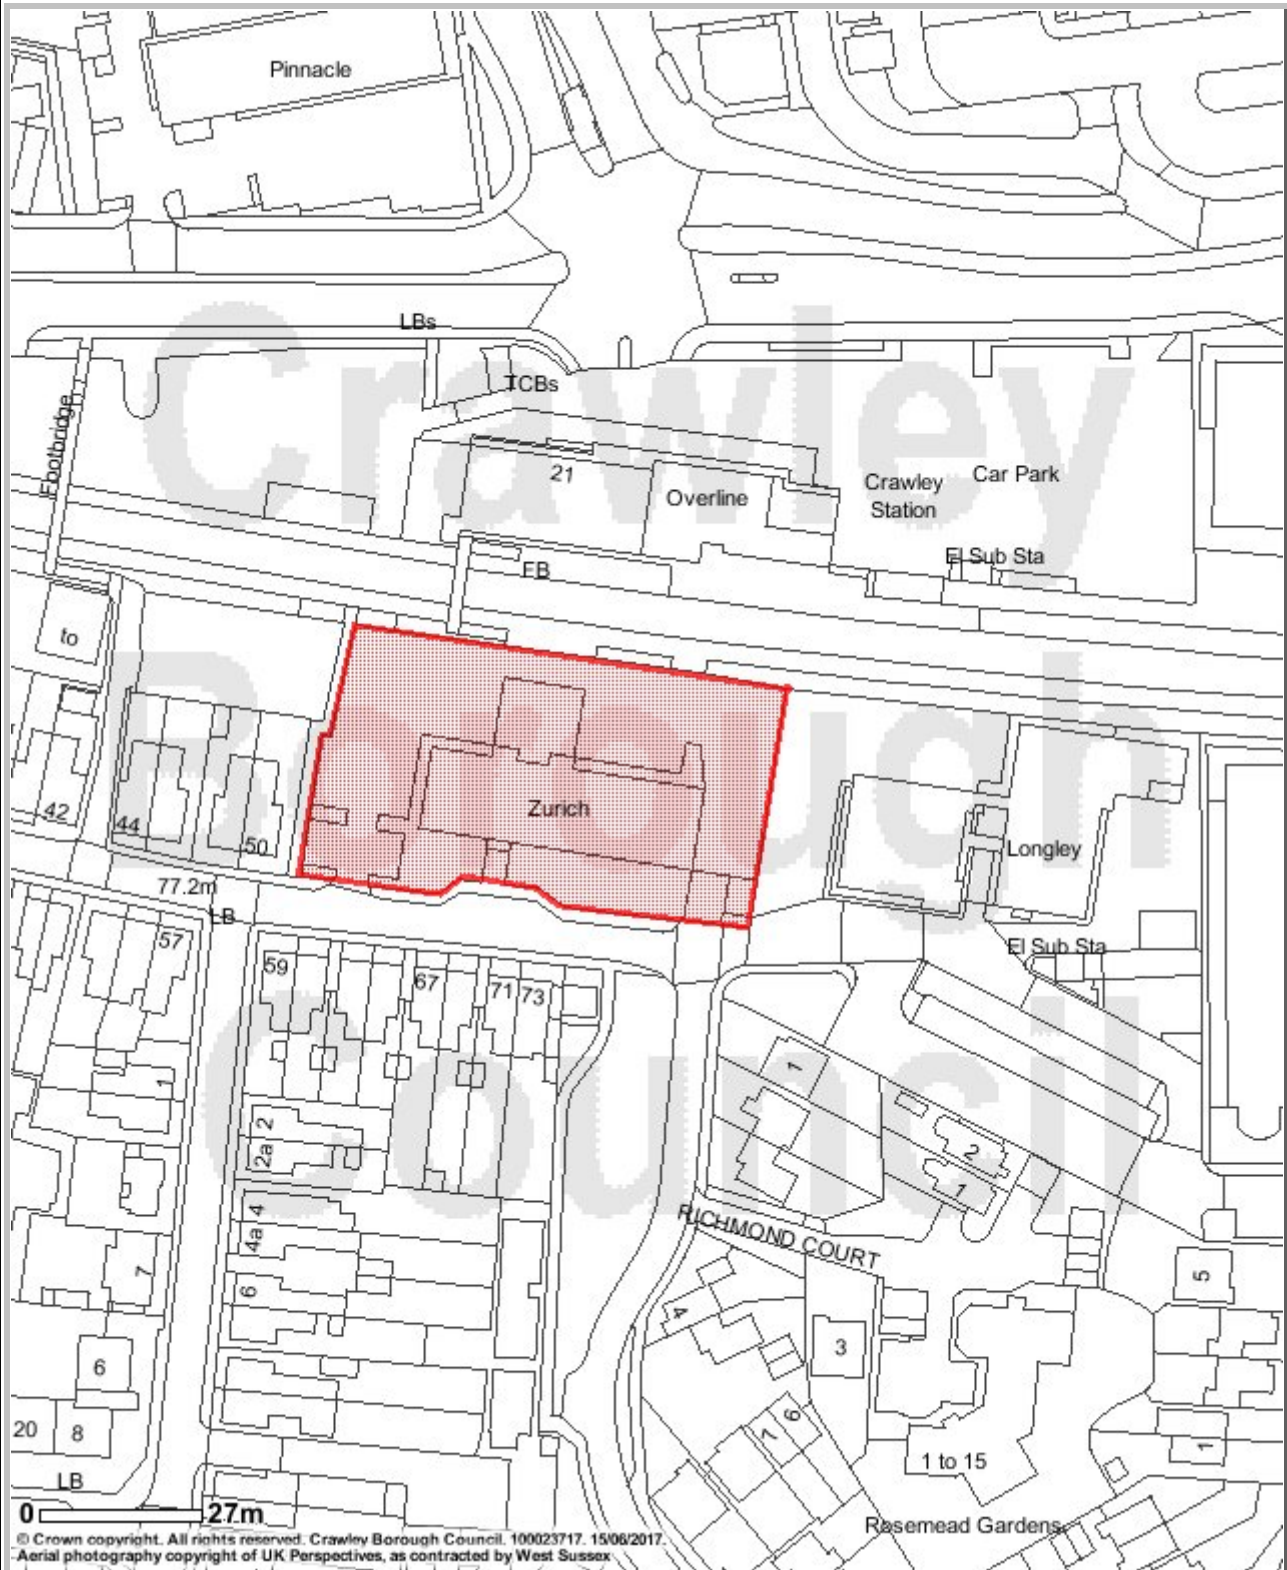 Pinnacle
LBs
TCBs
Footbridge
21
Overline
Crawley
Station
Car Park
El Sub Sta
FB
to
Zurich
42
44
50
77.2m
LB
Longley
El Sub Sta
57
59
67
71
73
1
1
2
2a
2
1
4
4a
RICHMOND COURT
7
6
5
4
3
6
20
8
6
7
1
1 to 15
LB
Rosemead Gardens
0
27m
© Crown copyright. All rights reserved. Crawley Borough Council. 100023717. 15/06/2017.
Aerial photography copyright of UK Perspectives, as contracted by West Sussex
Crawley
Borough
Council